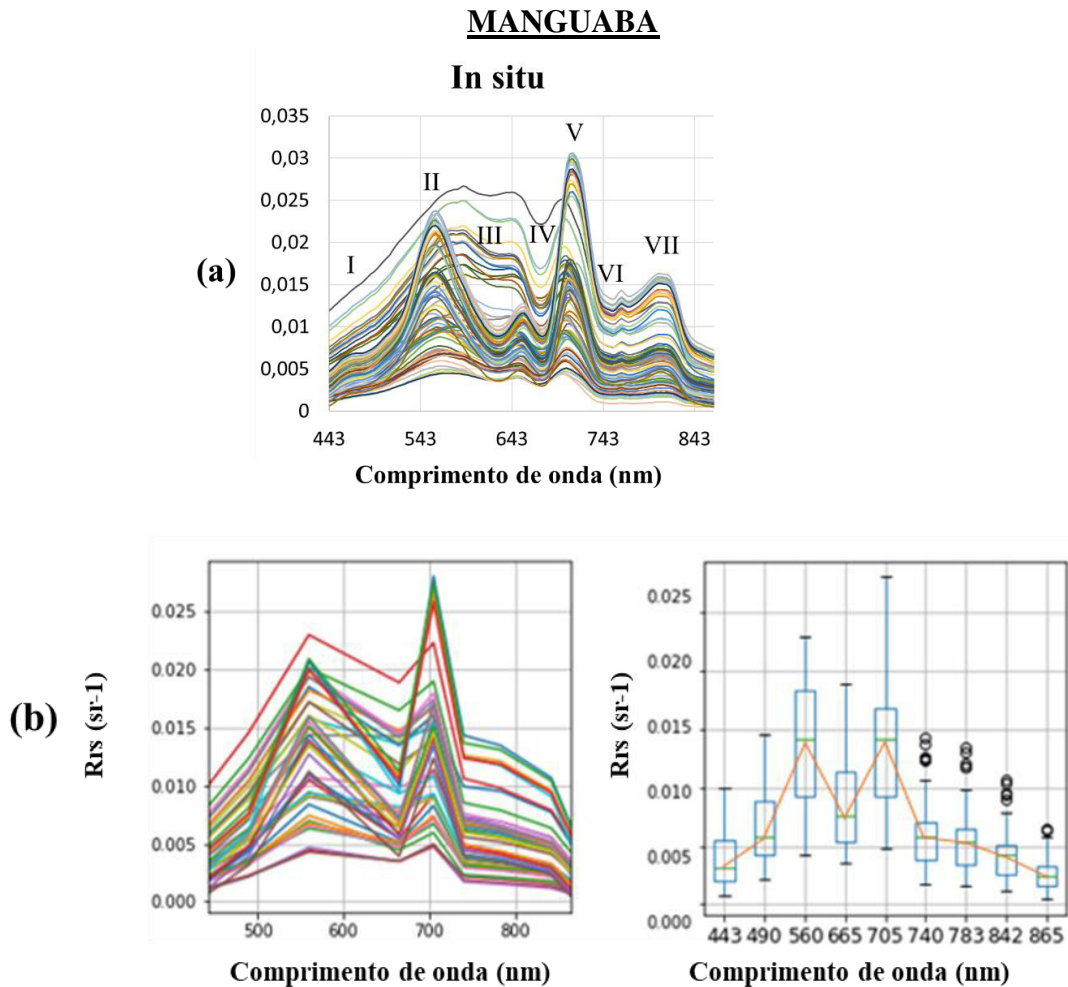 MANGUABA
In situ
(a)
0,035
0,03
0,025
0,02
0,015
0,01
0,005
0
I
II
III
IV
V
VI
VII
443 543 643 743 843
Comprimento de onda (nm)
(b)
Rrs (sr-1)
0.025
0.020
0.015
0.010
0.005
0.000
500 600 700 800
Comprimento de onda (nm)
Rrs (sr-1)
0.025
0.020
0.015
0.010
0.005
0.000
443 490 560 665 705 740 783 842 865
Comprimento de onda (nm)